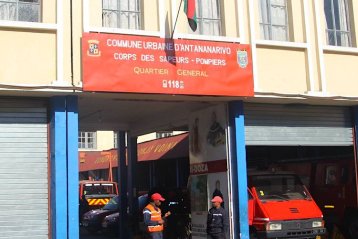 COMMUNE URBAINE D'ANTANANARIVO
CORPS DES SAPEURS - POMPIERS
QUARTIER GENERAL
118